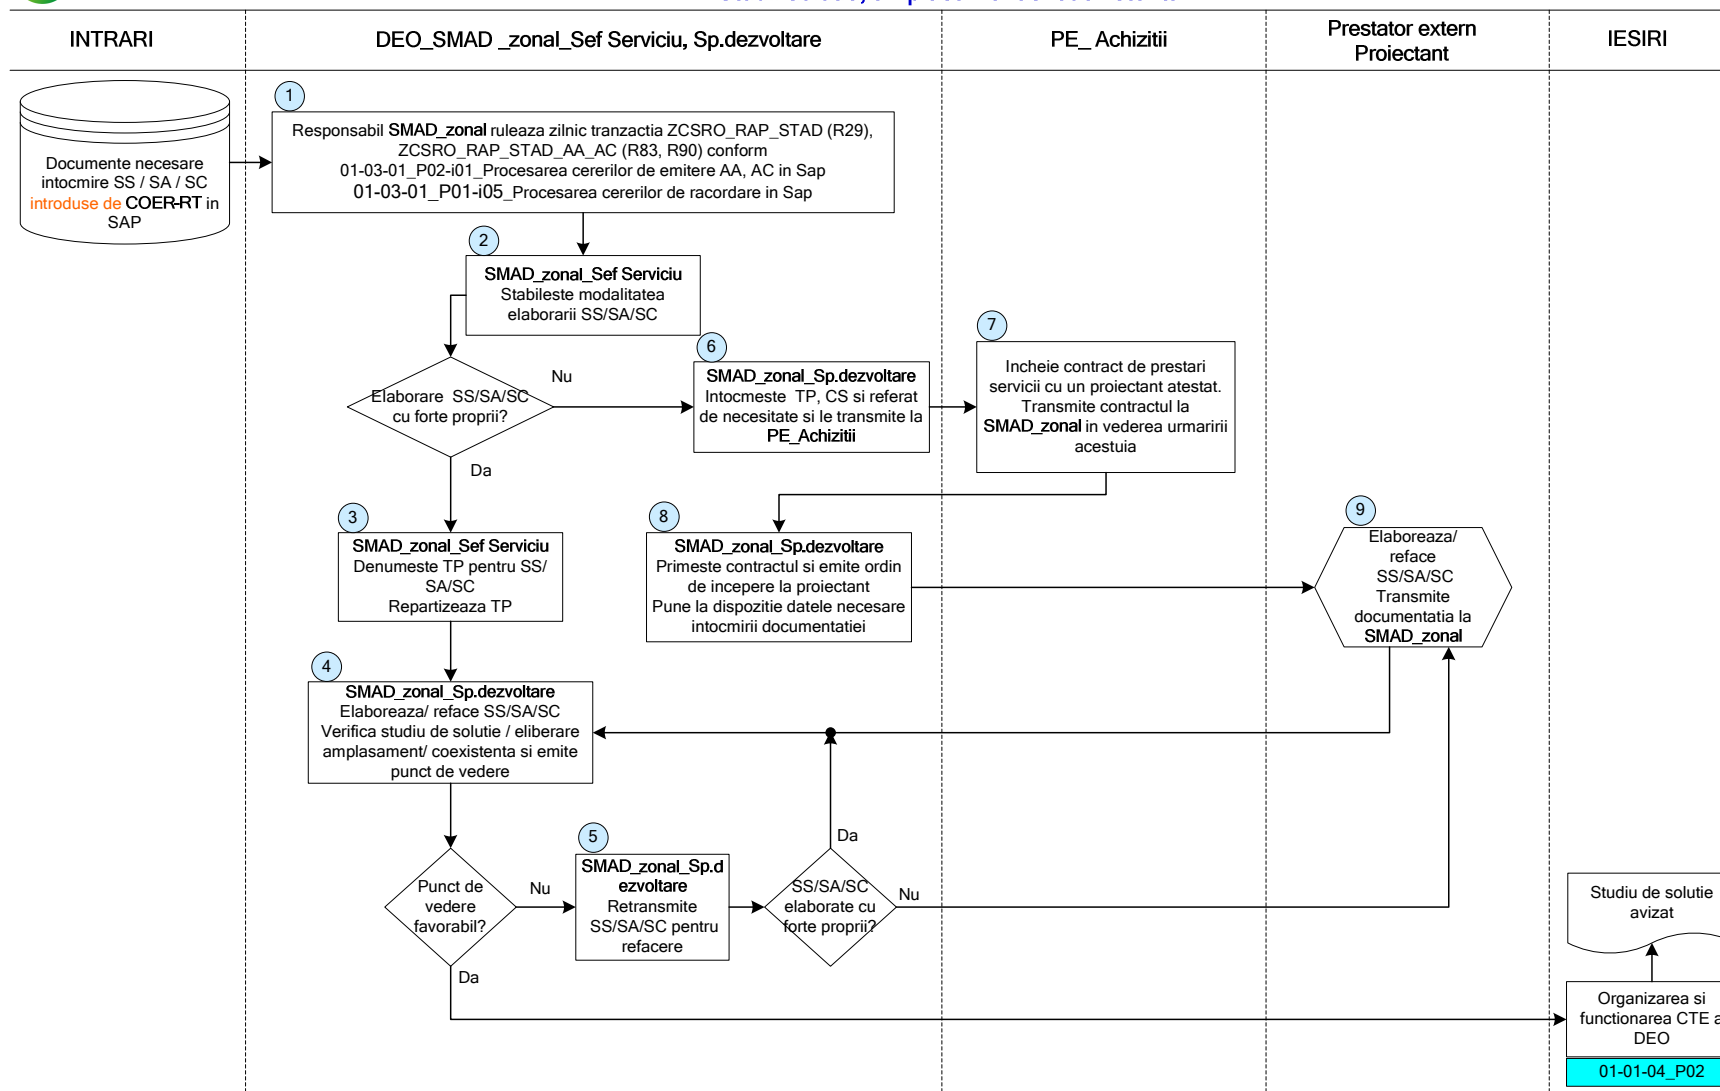 INTRARI
DEO_SMAD _zonal_Sef Serviciu, Sp.dezvoltare
PE_ Achizitii
Prestator extern
Proiectant
IESIRI
Documente necesare
intocmire SS / SA / SC
introduse de COER-RT in
SAP
1
Responsabil SMAD_zonal ruleaza zilnic tranzactia ZCSRO_RAP_STAD (R29),
ZCSRO_RAP_STAD_AA_AC (R83, R90) conform
01-03-01_P02-i01_Procesarea cererilor de emitere AA, AC in Sap
01-03-01_P01-i05_Procesarea cererilor de racordare in Sap
2
SMAD_zonal_Sef Serviciu
Stabileste modalitatea
elaborarii SS/SA/SC
Elaborare SS/SA/SC
cu forte proprii?
Nu
Da
6
SMAD_zonal_Sp.dezvoltare
Intocmeste TP, CS si referat
de necesitate si le transmite la
PE_Achizitii
7
Incheie contract de prestari
servicii cu un proiectant atestat.
Transmite contractul la
SMAD_zonal in vederea urmaririi
acestuia
3
SMAD_zonal_Sef Serviciu
Denumeste TP pentru SS/
SA/SC
Repartizeaza TP
8
SMAD_zonal_Sp.dezvoltare
Primeste contractul si emite ordin
de incepere la proiectant
Pune la dispozitie datele necesare
intocmirii documentatiei
9
Elaboreaza/
reface
SS/SA/SC
Transmite
documentatia la
SMAD_zonal
4
SMAD_zonal_Sp.dezvoltare
Elaboreaza/ reface SS/SA/SC
Verifica studiu de solutie / eliberare
amplasament/ coexistenta si emite
punct de vedere
Punct de
vedere
favorabil?
Nu
Da
5
SMAD_zonal_Sp.d
ezvoltare
Retransmite
SS/SA/SC pentru
refacere
SS/SA/SC
elaborate cu
forte proprii?
Da
Nu
Studiu de solutie
avizat
Organizarea si
functionarea CTE a
DEO
01-01-04_P02